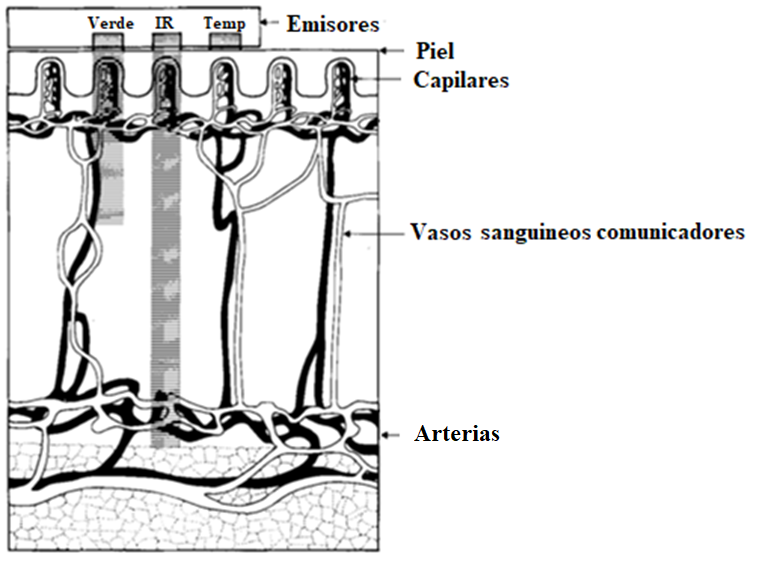 Verde IR Temp Emisores
Piel
Capilares
Vasos sanguineos comunicadores
Arterias